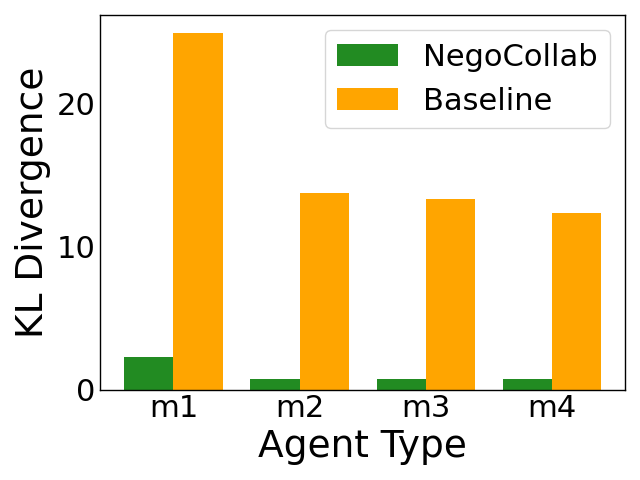 NegoCollab
Baseline
KL Divergence
20
10
0
m1 m2 m3 m4
Agent Type